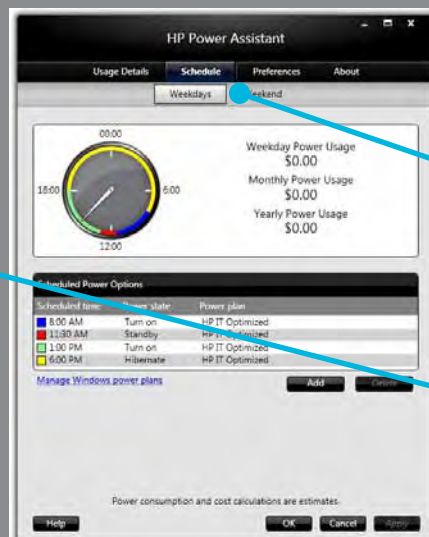 HP Power Assistant
Usage Details Schedule Preferences About
Weekdays Weekend
00:00
18:00
6:00
12:00
Weekday Power Usage
$0.00
Monthly Power Usage
$0.00
Yearly Power Usage
$0.00
Scheduled Power Options
Scheduled time Power state Power plan
8:00 AM Turn on HP IT Optimized
11:30 AM Standby HP IT Optimized
1:00 PM Turn on HP IT Optimized
6:00 PM Hibernate HP IT Optimized
Manage Windows power plans
Add Delete
Power consumption and cost calculations are estimates.
Help OK Cancel Apply